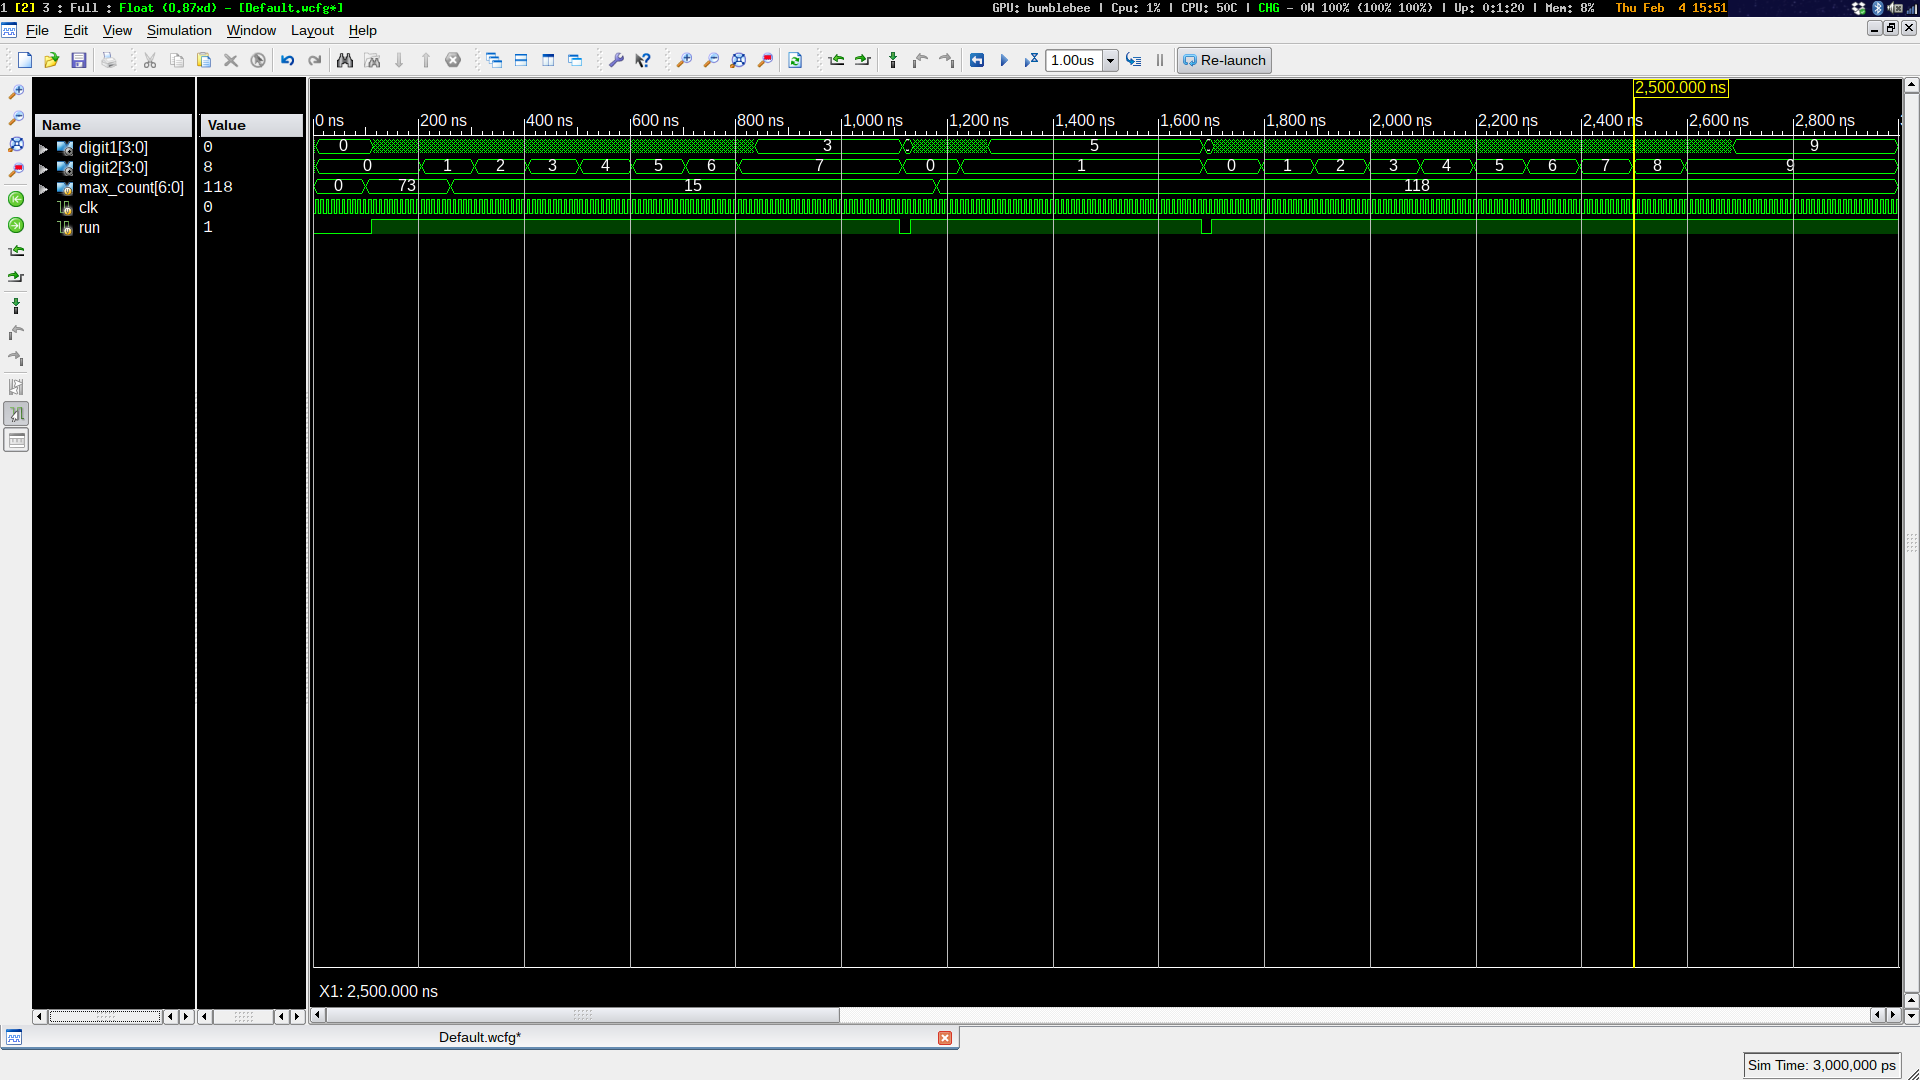 1 [2] 3 : Full : Float (0.87xd) - [Default.wcfg*]
GPU: bumblebee | Cpu: 1% | CPU: 50C | CHG - 0W 100% (100% 100%) | Up: 0:1:20 | Mem: 8% Thu Feb 4 15:51
File Edit View Simulation Window Layout Help
1.00us Re-launch
2,500.000 ns
Name Value
0 ns 200 ns 400 ns 600 ns 800 ns 1,000 ns 1,200 ns 1,400 ns 1,600 ns 1,800 ns 2,000 ns 2,200 ns 2,400 ns 2,600 ns 2,800 ns
digit1[3:0] 0 0 3 5 9
digit2[3:0] 8 0 1 2 3 4 5 6 7 0 1 0 1 2 3 4 5 6 7 8 9
max_count[6:0] 118 0 73 15 118
clk 0
run 1
X1: 2,500.000 ns
Default.wcfg*
Sim Time: 3,000,000 ps